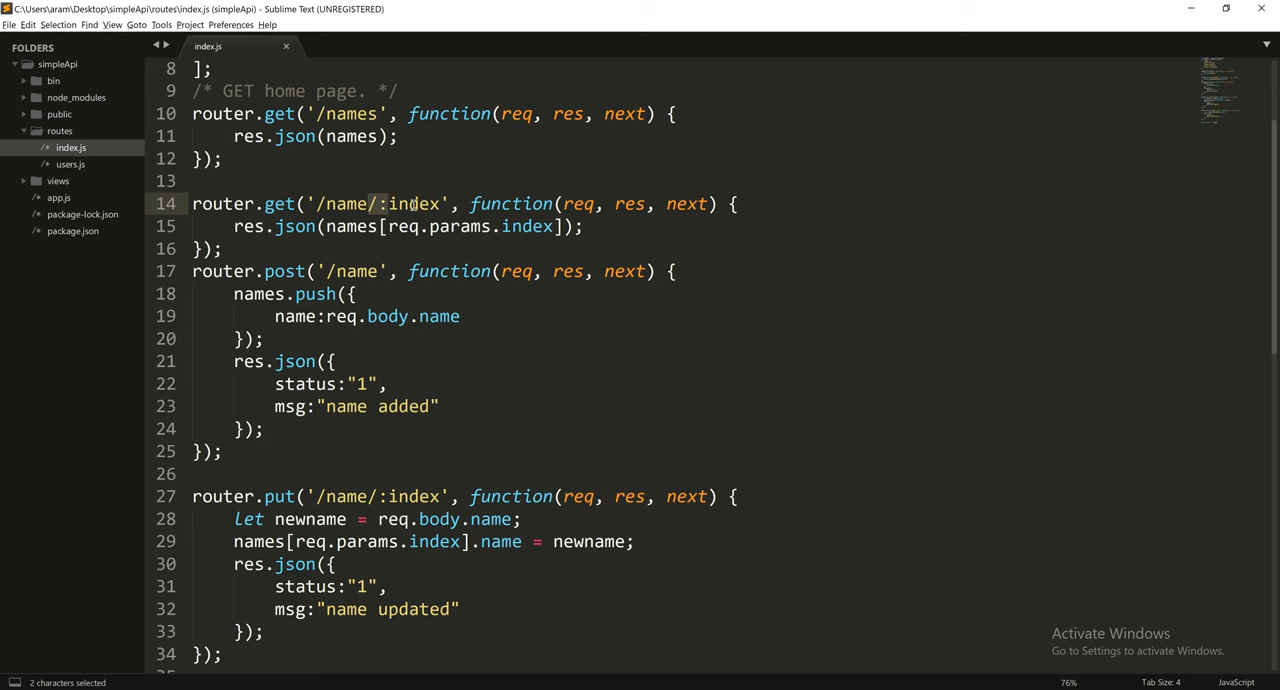 C:\Users\aram\Desktop\simpleApi\routes\index.js (simpleApi) - Sublime Text (UNREGISTERED)
File Edit Selection Find View Goto Tools Project Preferences Help
FOLDERS
simpleApi
bin
node_modules
public
routes
/* index.js
/* users.js
views
/* app.js
/* package-lock.json
/* package.json
index.js
8 ];
9 /* GET home page. */
10 router.get('/names', function(req, res, next) {
11 res.json(names);
12 });
13
14 router.get('/name/:index', function(req, res, next) {
15 res.json(names[req.params.index]);
16 });
17 router.post('/name', function(req, res, next) {
18 names.push({
19 name:req.body.name
20 });
21 res.json({
22 status:"1",
23 msg:"name added"
24 });
25 });
26
27 router.put('/name/:index', function(req, res, next) {
28 let newname = req.body.name;
29 names[req.params.index].name = newname;
30 res.json({
31 status:"1",
32 msg:"name updated"
33 });
34 });
Activate Windows
Go to Settings to activate Windows.
2 characters selected
76%
Tab Size: 4
JavaScript